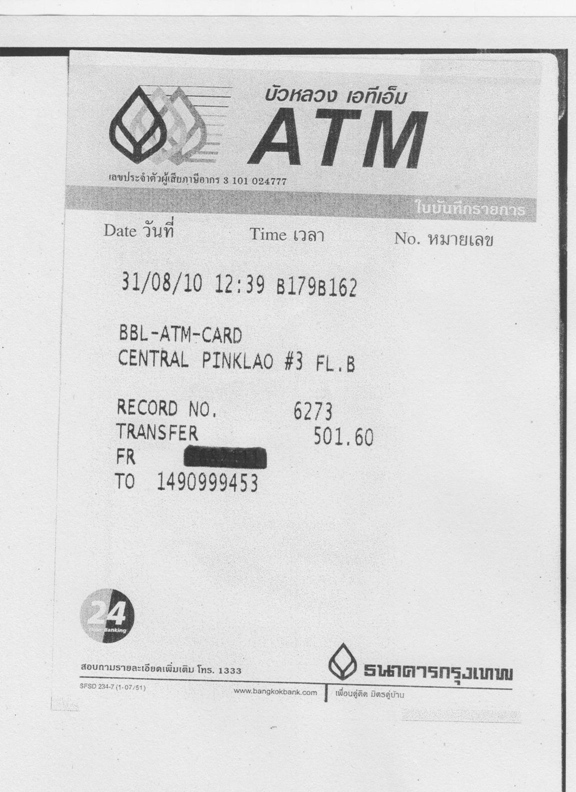 บัวหลวง เอทีเอ็ม
ATM
เลขประจำตัวผู้เสียภาษีอากร 3 101 024777
ใบบันทึกรายการ
Date วันที่ Time เวลา No. หมายเลข
31/08/10 12:39 B179B162
BBL-ATM-CARD
CENTRAL PINKLAO #3 FL.B
RECORD NO. 6273
TRANSFER 501.60
FR
TO 1490999453
24
Banking
สอบถามรายละเอียดเพิ่มเติม โทร. 1333
ธนาคารกรุงเทพ
SFSD 234-7 (1-07-51)
www.bangkokbank.com
เพื่อนคู่คิด มิตรคู่บ้าน